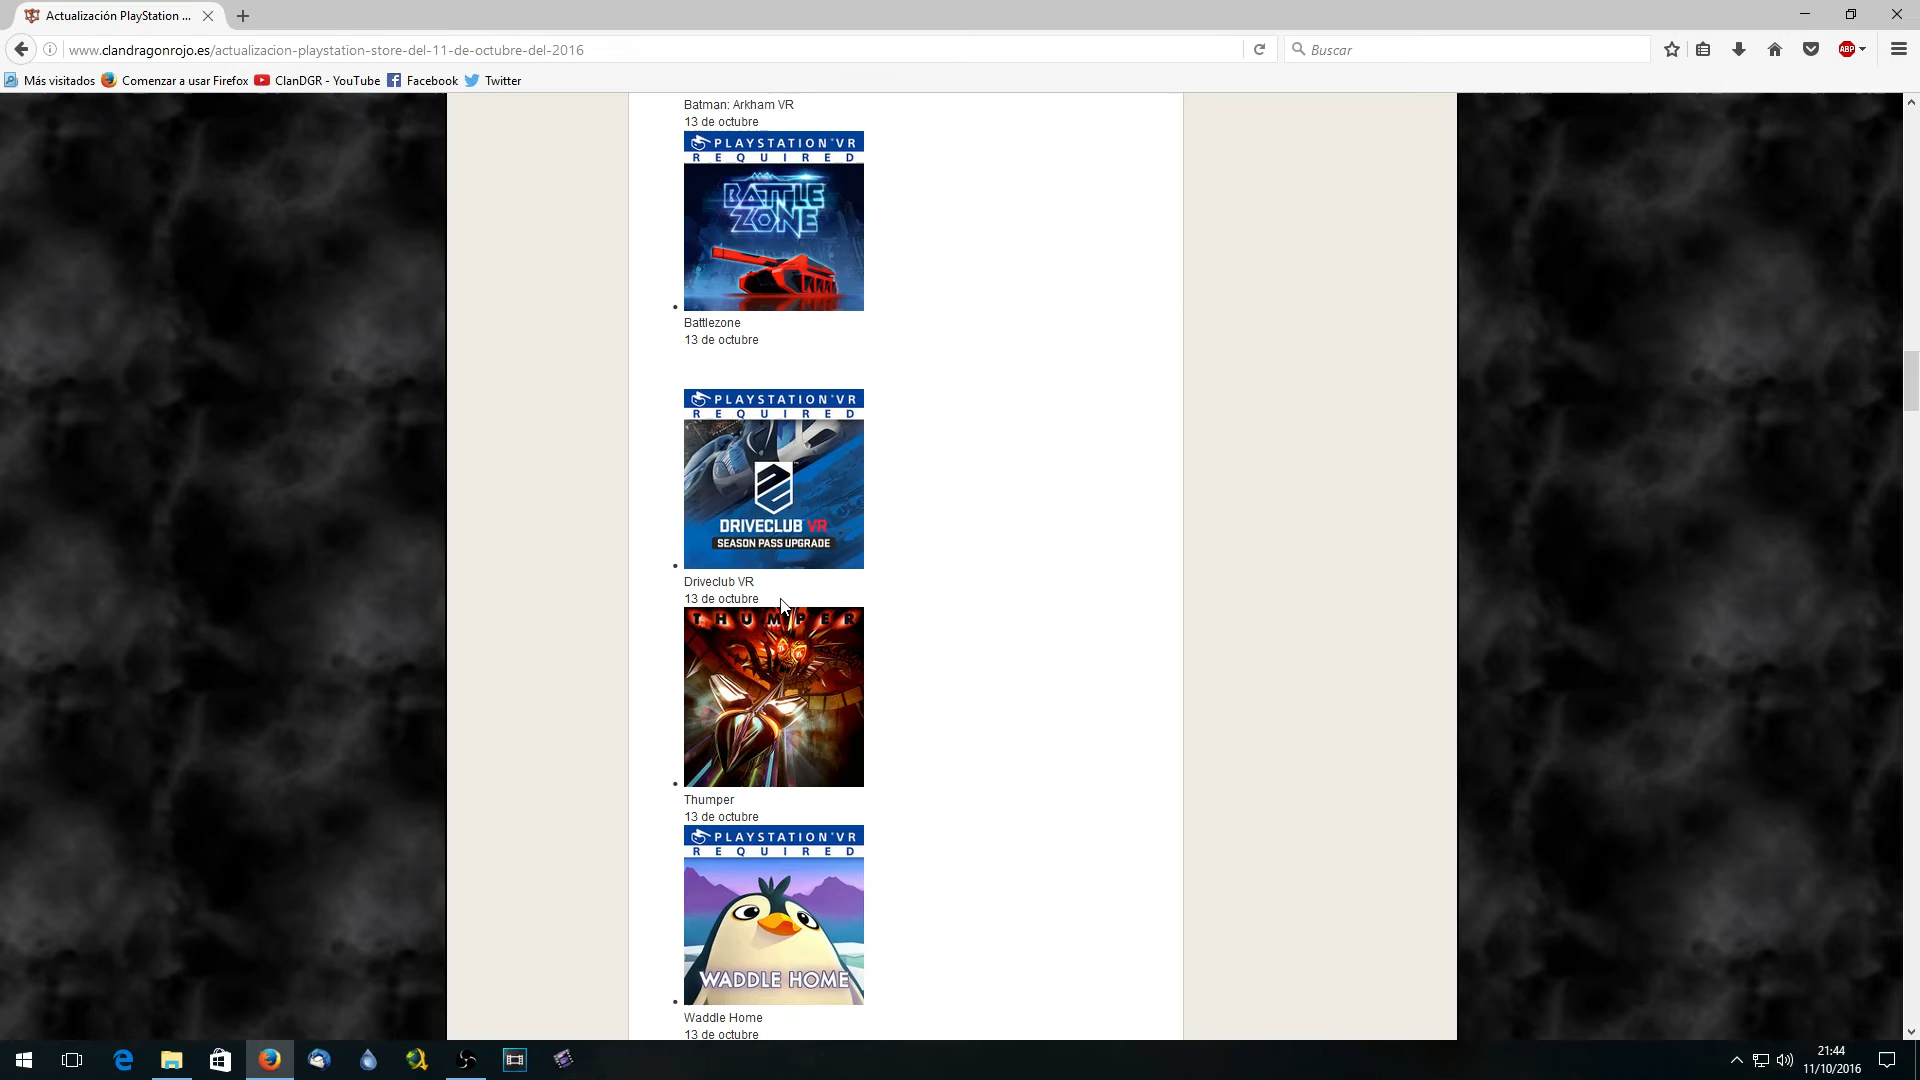 Actualización PlayStation ...
www.clandragonrojo.es/actualizacion-playstation-store-del-11-de-octubre-del-2016
Buscar
ABP
Más visitados Comenzar a usar Firefox ClanDGR - YouTube Facebook Twitter
Batman: Arkham VR
13 de octubre
PLAYSTATION®VR
REQUIRED
BATTLE
ZONE
Battlezone
13 de octubre
PLAYSTATION®VR
REQUIRED
DRIVECLUB VR
SEASON PASS UPGRADE
Driveclub VR
13 de octubre
THUMPER
Thumper
13 de octubre
PLAYSTATION®VR
REQUIRED
WADDLE HOME
Waddle Home
13 de octubre
21:44
11/10/2016